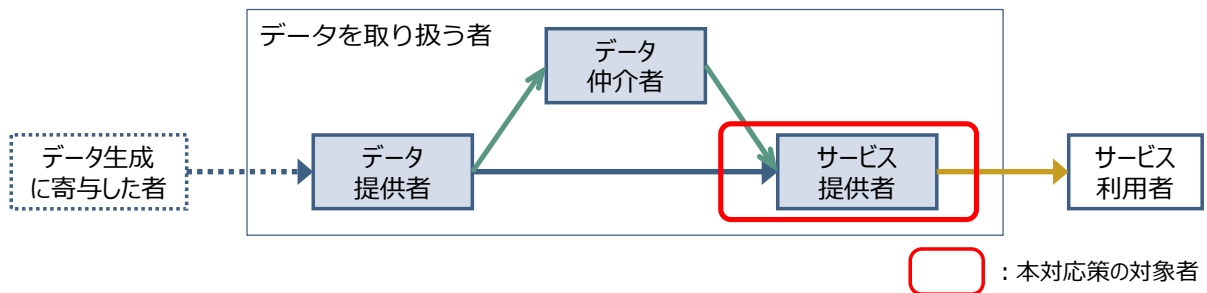 データを取り扱う者
データ
仲介者
データ生成
に寄与した者
データ
提供者
サービス
提供者
サービス
利用者
：本対応策の対象者